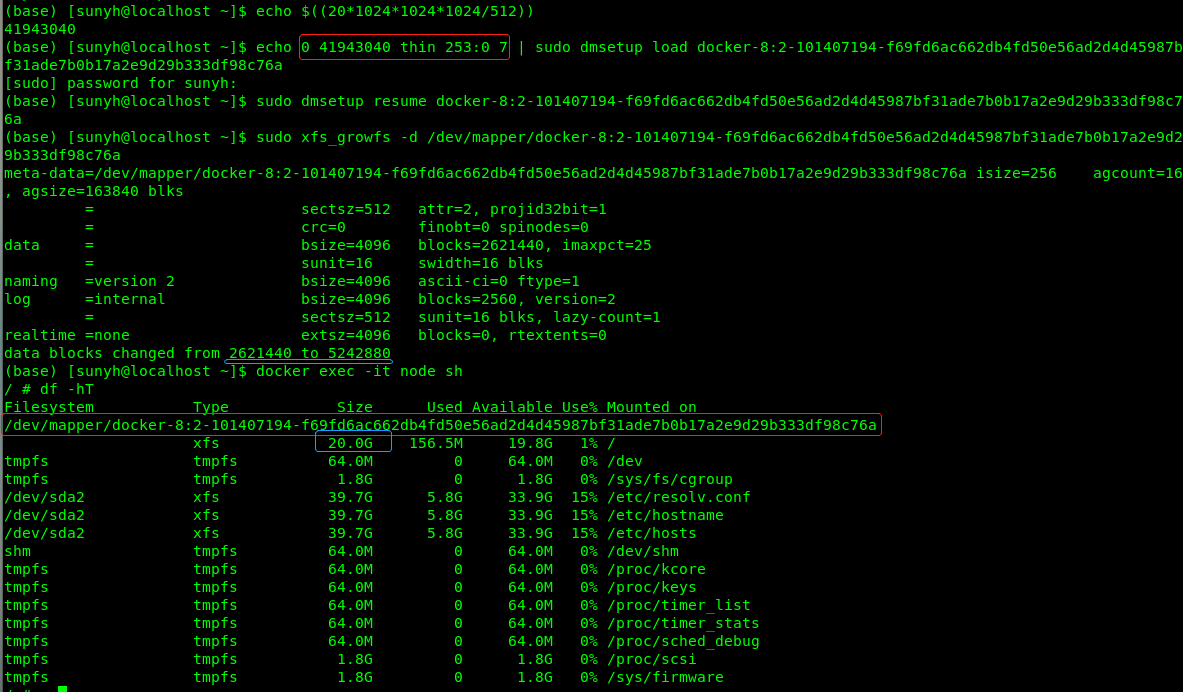 (base) [sunyh@localhost ~]$ echo $((20*1024*1024*1024/512))
41943040
(base) [sunyh@localhost ~]$ echo 0 41943040 thin 253:0 7 | sudo dmsetup load docker-8:2-101407194-f69fd6ac662db4fd50e56ad2d4d45987b
f31ade7b0b17a2e9d29b333df98c76a
[sudo] password for sunyh:
(base) [sunyh@localhost ~]$ sudo dmsetup resume docker-8:2-101407194-f69fd6ac662db4fd50e56ad2d4d45987bf31ade7b0b17a2e9d29b333df98c7
6a
(base) [sunyh@localhost ~]$ sudo xfs_growfs -d /dev/mapper/docker-8:2-101407194-f69fd6ac662db4fd50e56ad2d4d45987bf31ade7b0b17a2e9d2
9b333df98c76a
meta-data=/dev/mapper/docker-8:2-101407194-f69fd6ac662db4fd50e56ad2d4d45987bf31ade7b0b17a2e9d29b333df98c76a isize=256    agcount=16
, agsize=163840 blks
         =                       sectsz=512   attr=2, projid32bit=1
         =                       crc=0        finobt=0 spinodes=0
data     =                       bsize=4096   blocks=2621440, imaxpct=25
         =                       sunit=16     swidth=16 blks
naming   =version 2              bsize=4096   ascii-ci=0 ftype=1
log      =internal               bsize=4096   blocks=2560, version=2
         =                       sectsz=512   sunit=16 blks, lazy-count=1
realtime =none                   extsz=4096   blocks=0, rtextents=0
data blocks changed from 2621440 to 5242880
(base) [sunyh@localhost ~]$ docker exec -it node sh
/ # df -hT
Filesystem           Type            Size      Used Available Use% Mounted on
/dev/mapper/docker-8:2-101407194-f69fd6ac662db4fd50e56ad2d4d45987bf31ade7b0b17a2e9d29b333df98c76a
                     xfs            20.0G    156.5M     19.8G   1% /
tmpfs                tmpfs          64.0M         0     64.0M   0% /dev
tmpfs                tmpfs           1.8G         0      1.8G   0% /sys/fs/cgroup
/dev/sda2            xfs            39.7G      5.8G     33.9G  15% /etc/resolv.conf
/dev/sda2            xfs            39.7G      5.8G     33.9G  15% /etc/hostname
/dev/sda2            xfs            39.7G      5.8G     33.9G  15% /etc/hosts
shm                  tmpfs          64.0M         0     64.0M   0% /dev/shm
tmpfs                tmpfs          64.0M         0     64.0M   0% /proc/kcore
tmpfs                tmpfs          64.0M         0     64.0M   0% /proc/keys
tmpfs                tmpfs          64.0M         0     64.0M   0% /proc/timer_list
tmpfs                tmpfs          64.0M         0     64.0M   0% /proc/timer_stats
tmpfs                tmpfs          64.0M         0     64.0M   0% /proc/sched_debug
tmpfs                tmpfs           1.8G         0      1.8G   0% /proc/scsi
tmpfs                tmpfs           1.8G         0      1.8G   0% /sys/firmware